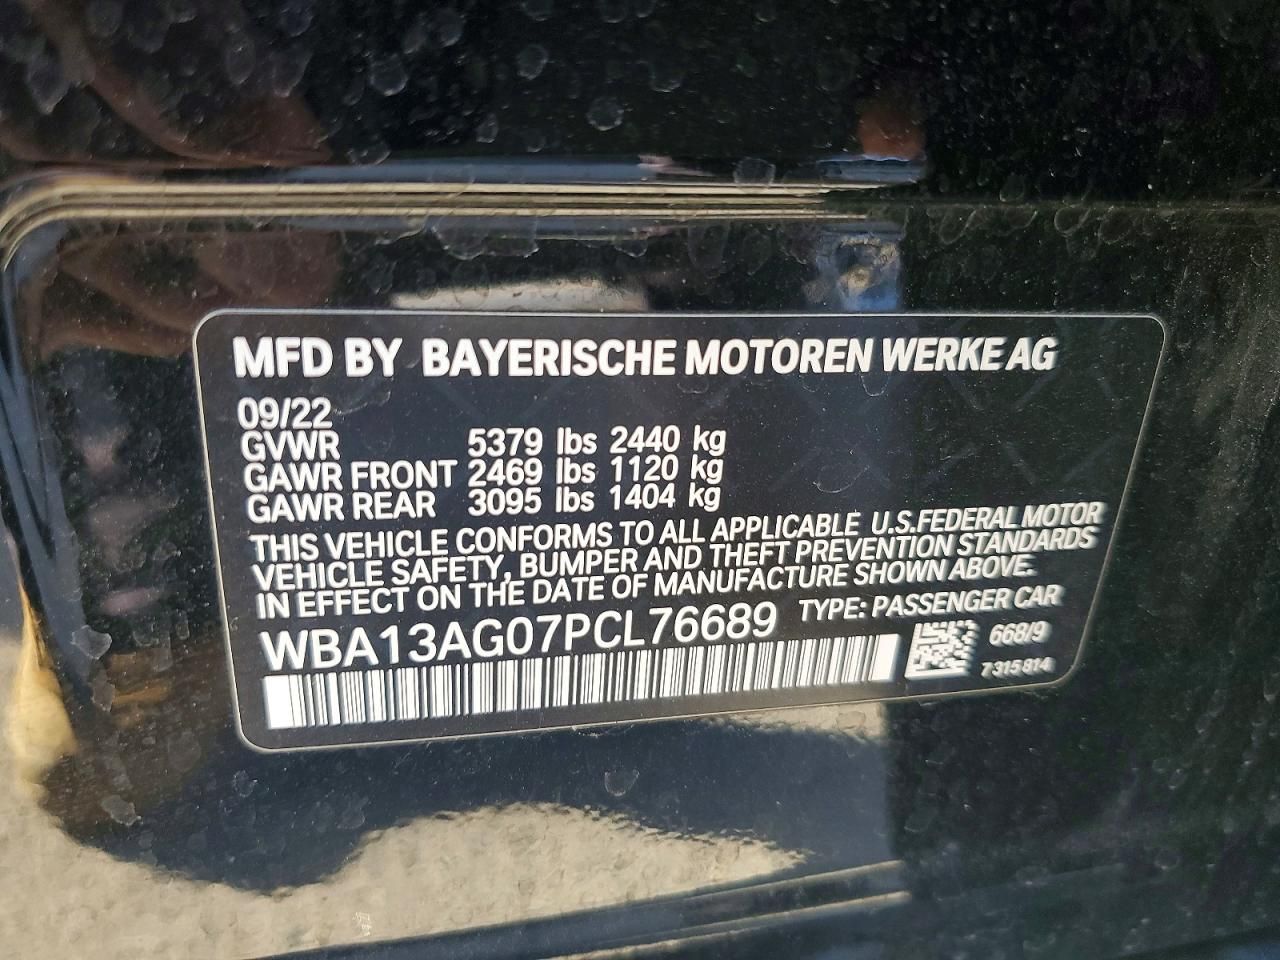 MFD BY BAYERISCHE MOTOREN WERKE AG
09/22
GVWR 5379 lbs 2440 kg
GAWR FRONT 2469 lbs 1120 kg
GAWR REAR 3095 lbs 1404 kg
THIS VEHICLE CONFORMS TO ALL APPLICABLE U.S.FEDERAL MOTOR
VEHICLE SAFETY, BUMPER AND THEFT PREVENTION STANDARDS
IN EFFECT ON THE DATE OF MANUFACTURE SHOWN ABOVE.
WBA13AG07PCL76689 TYPE: PASSENGER CAR
668/9
7315814